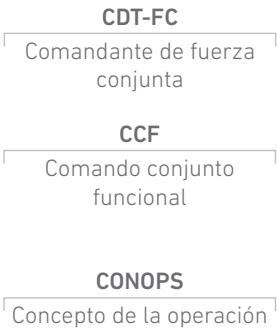 CDT-FC
Comandante de fuerza
conjunta
CCF
Comando conjunto
funcional
CONOPS
Concepto de la operación